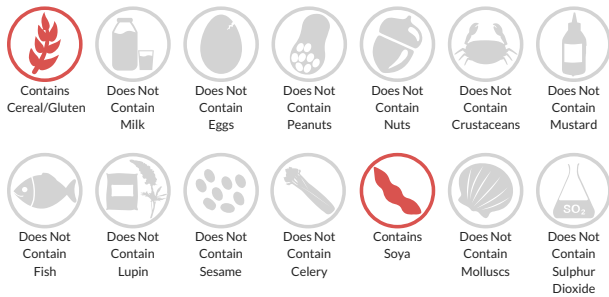 Contains
Cereal/Gluten
Does Not
Contain
Milk
Does Not
Contain
Eggs
Does Not
Contain
Peanuts
Does Not
Contain
Nuts
Does Not
Contain
Crustaceans
Does Not
Contain
Mustard
SO₂
Does Not
Contain
Fish
Does Not
Contain
Lupin
Does Not
Contain
Sesame
Does Not
Contain
Celery
Contains
Soya
Does Not
Contain
Molluscs
Does Not
Contain
Sulphur
Dioxide